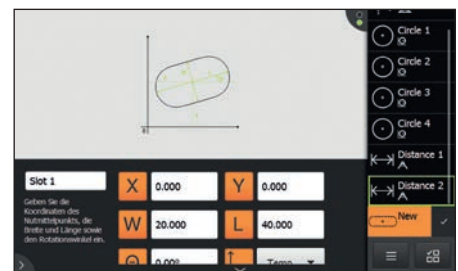 Circle 1
Circle 2
Circle 3
Circle 4
Distance 1
Distance 2
New
Slot 1
Geben Sie die
Koordinaten des
Nutmittelpunkts, die
Breite und Länge sowie
den Rotationswinkel ein.
X 0.000 Y 0.000
W 20.000 L 40.000
0.00° Temp